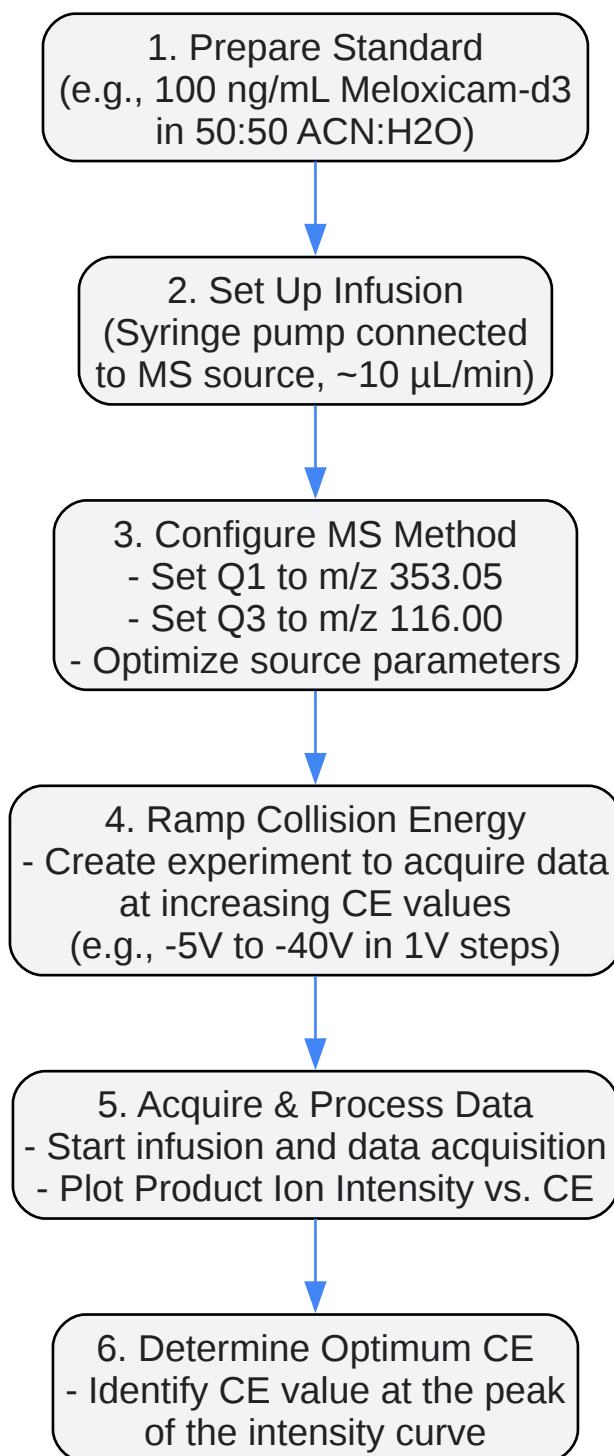 1. Prepare Standard
(e.g., 100 ng/mL Meloxicam-d3
in 50:50 ACN:H2O)
2. Set Up Infusion
(Syringe pump connected
to MS source, ~10 µL/min)
3. Configure MS Method
- Set Q1 to m/z 353.05
- Set Q3 to m/z 116.00
- Optimize source parameters
4. Ramp Collision Energy
- Create experiment to acquire data
at increasing CE values
(e.g., -5V to -40V in 1V steps)
5. Acquire & Process Data
- Start infusion and data acquisition
- Plot Product Ion Intensity vs. CE
6. Determine Optimum CE
- Identify CE value at the peak
of the intensity curve